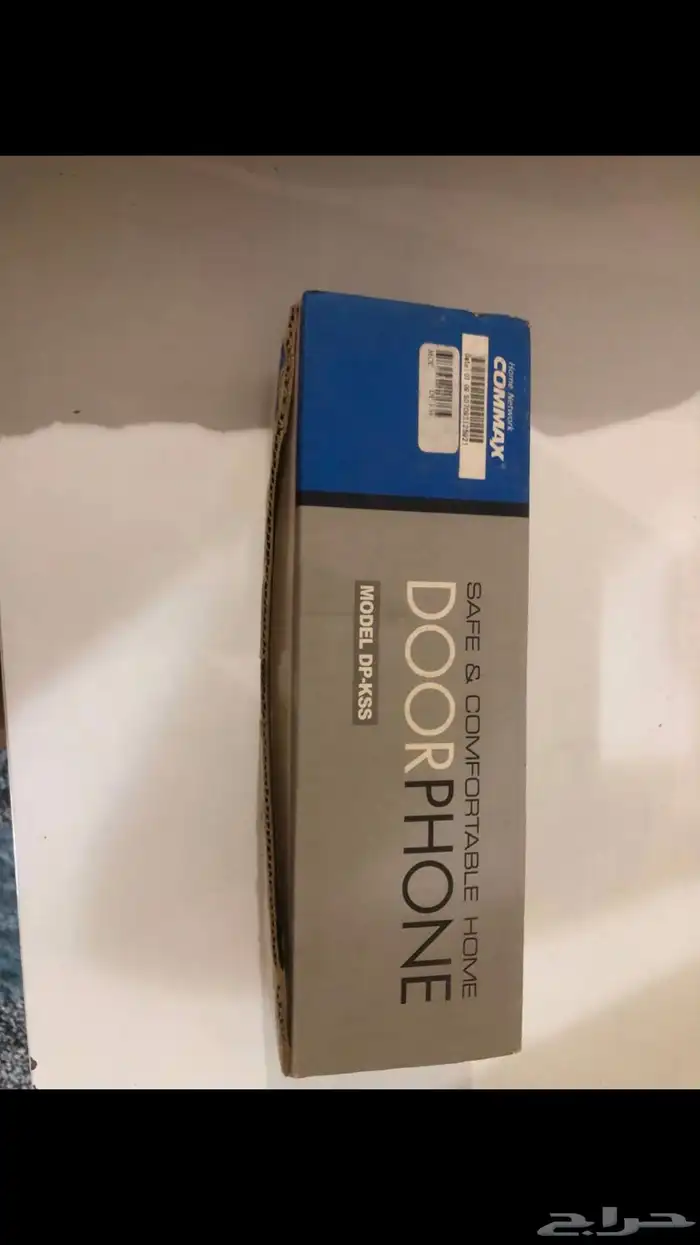 Home Network
COMMAX
SAFE & COMFORTABLE HOME
DOORPHONE
MODEL DP-KSS
حراج